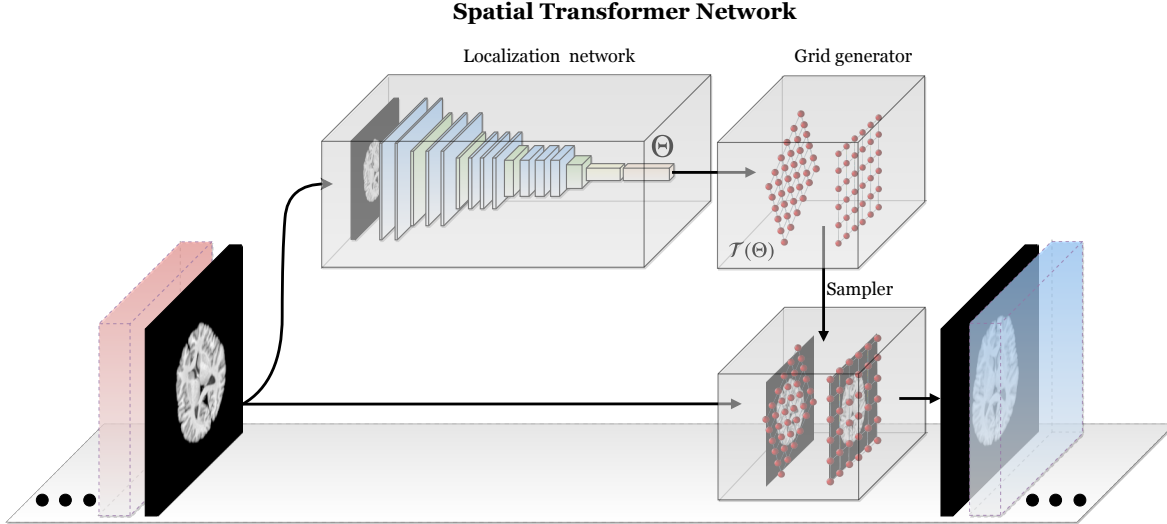 Spatial Transformer Network
Localization network
Grid generator
Θ
𝒯(Θ)
Sampler